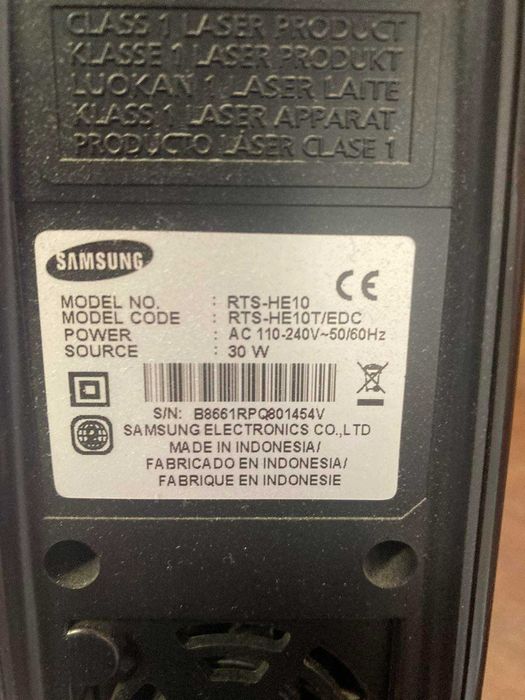 CLASS 1 LASER PRODUCT
KLASSE 1 LASER PRODUKT
LUOKAN 1 LASER LAITE
KLASS 1 LASER APPARAT
PRODUCTO LASER CLASE 1
SAMSUNG
CE
MODEL NO. : RTS-HE10
MODEL CODE : RTS-HE10T/EDC
POWER : AC 110-240V~50/60Hz
SOURCE : 30 W
S/N: B8661RPQ801454V
SAMSUNG ELECTRONICS CO.,LTD
MADE IN INDONESIA/
FABRICADO EN INDONESIA/
FABRIQUE EN INDONESIE